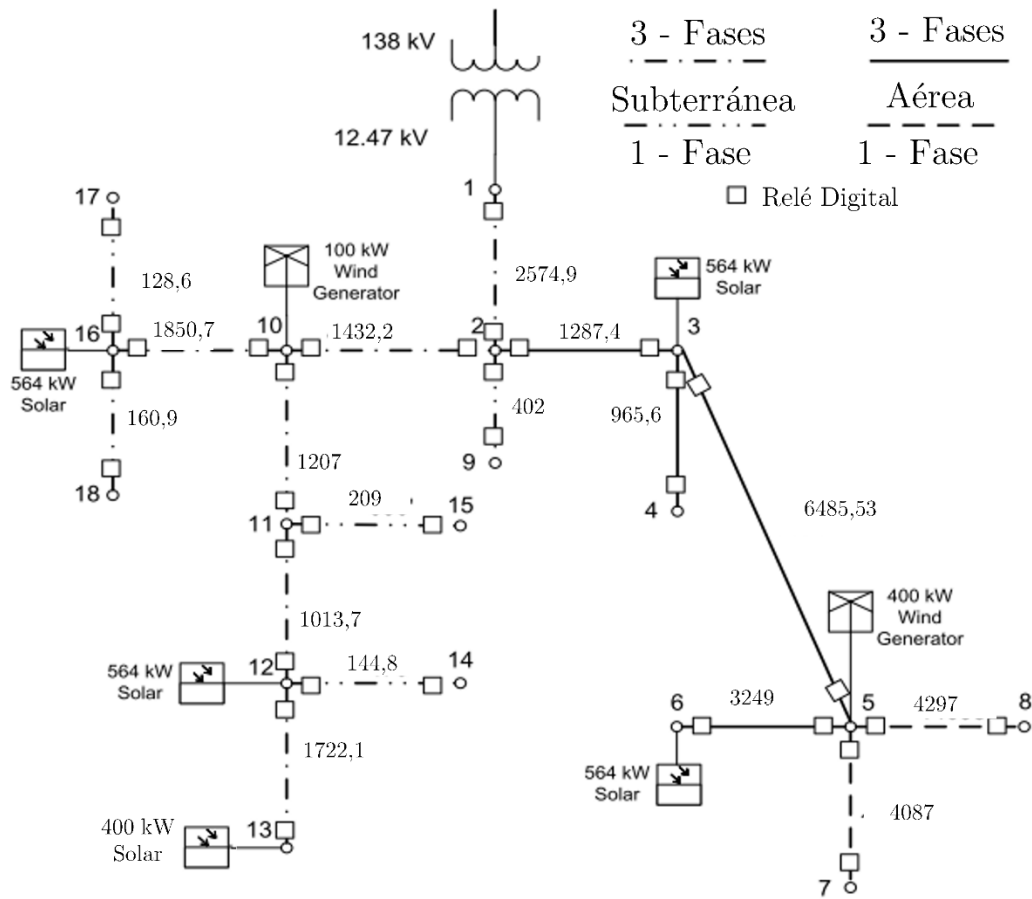 138 kV
12.47 kV
3 - Fases
3 - Fases
Subterránea
Aérea
1 - Fase
1 - Fase
Relé Digital
1
17
100 kW
Wind
Generator
2574,9
564 kW
Solar
128,6
16
1850,7
10
1432,2
2
1287,4
3
564 kW
Solar
160,9
402
965,6
18
1207
9
209
15
4
6485,53
11
1013,7
400 kW
Wind
Generator
564 kW
Solar
12
144,8
14
6
3249
5
4297
8
1722,1
564 kW
Solar
4087
400 kW
Solar
13
7